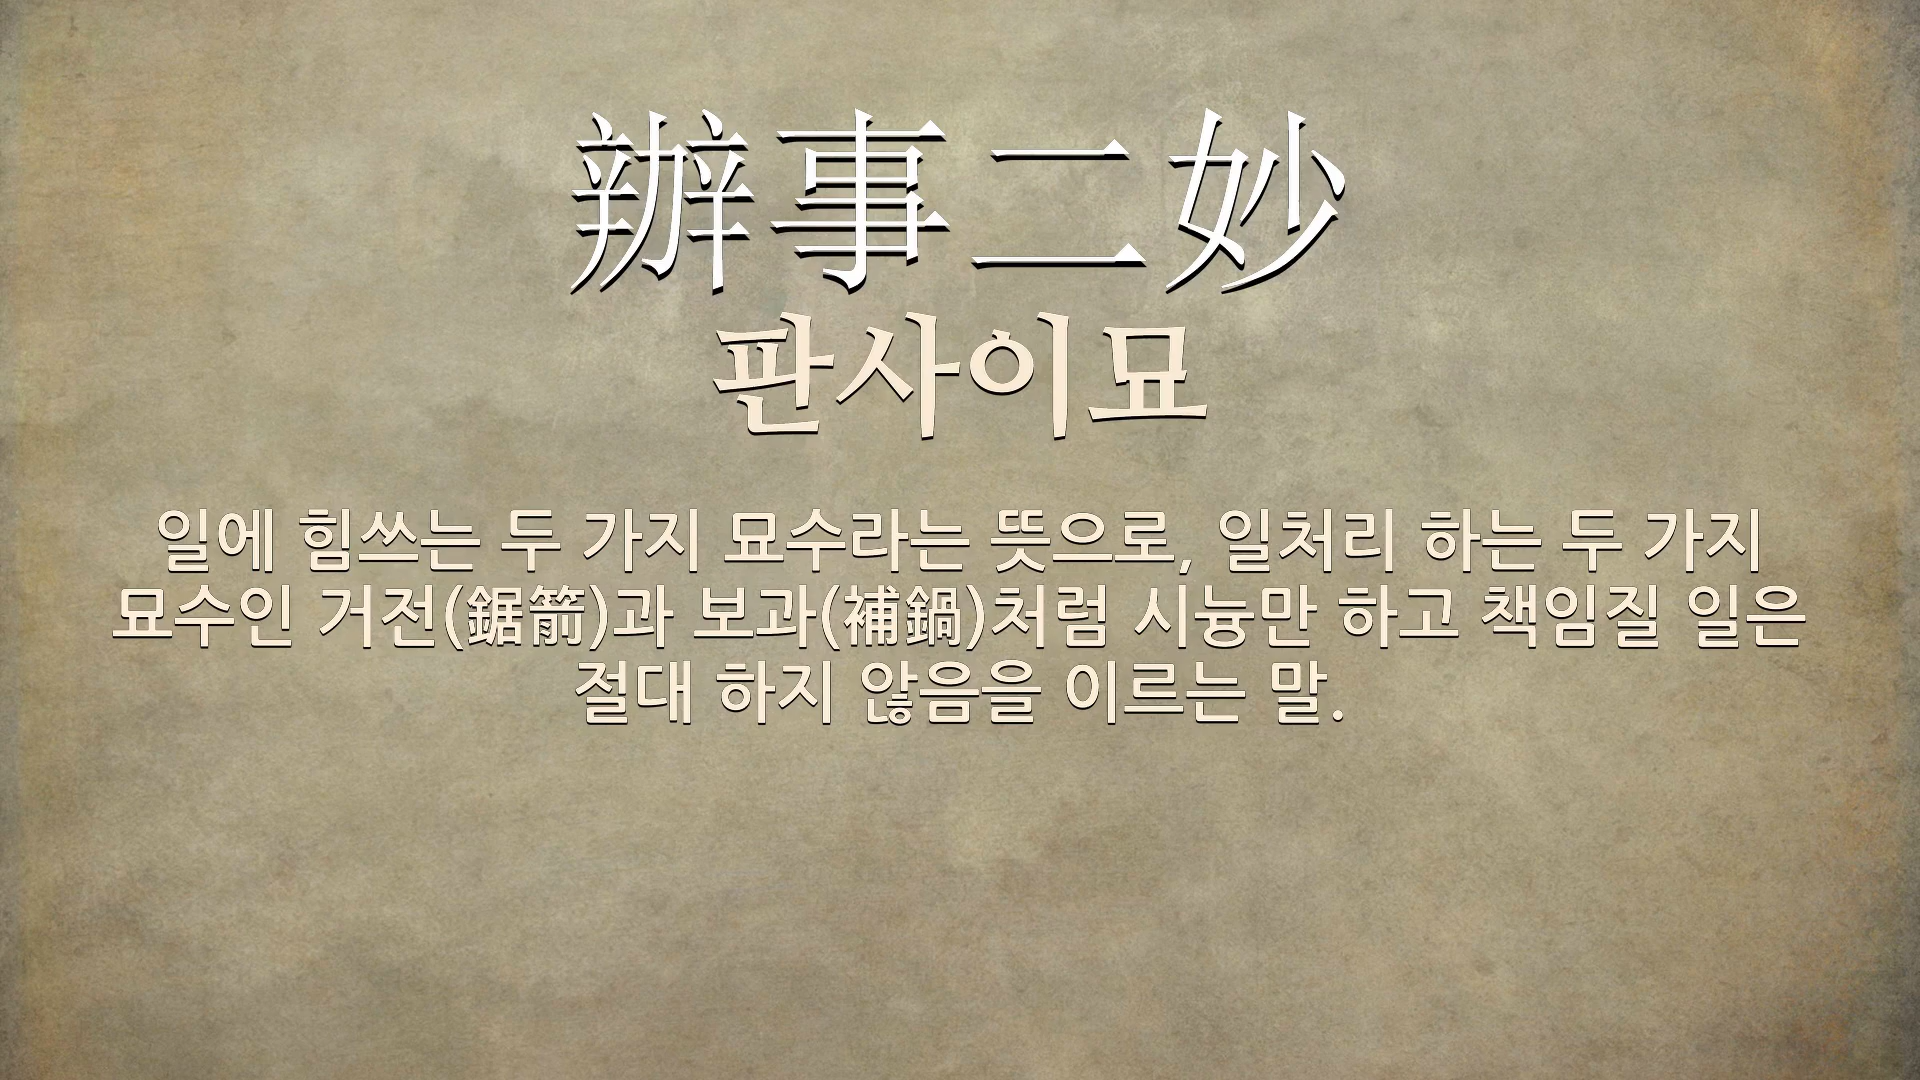 辦事二妙
판사이묘
일에 힘쓰는 두 가지 묘수라는 뜻으로, 일처리 하는 두 가지
묘수인 거전(鋸箭)과 보과(補鍋)처럼 시늉만 하고 책임질 일은
절대 하지 않음을 이르는 말.